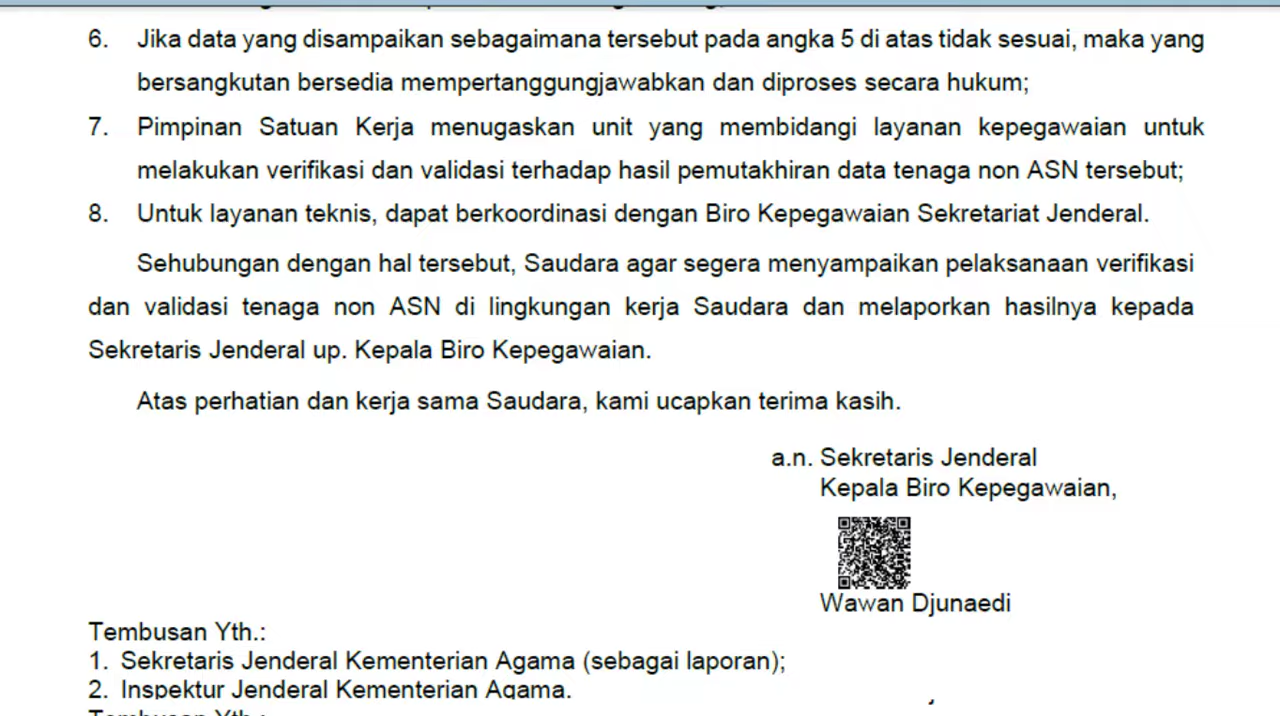 6. Jika data yang disampaikan sebagaimana tersebut pada angka 5 di atas tidak sesuai, maka yang
bersangkutan bersedia mempertanggungjawabkan dan diproses secara hukum;
7. Pimpinan Satuan Kerja menugaskan unit yang membidangi layanan kepegawaian untuk
melakukan verifikasi dan validasi terhadap hasil pemutakhiran data tenaga non ASN tersebut;
8. Untuk layanan teknis, dapat berkoordinasi dengan Biro Kepegawaian Sekretariat Jenderal.
Sehubungan dengan hal tersebut, Saudara agar segera menyampaikan pelaksanaan verifikasi
dan validasi tenaga non ASN di lingkungan kerja Saudara dan melaporkan hasilnya kepada
Sekretaris Jenderal up. Kepala Biro Kepegawaian.
Atas perhatian dan kerja sama Saudara, kami ucapkan terima kasih.
a.n. Sekretaris Jenderal
Kepala Biro Kepegawaian,
Wawan Djunaedi
Tembusan Yth.:
1. Sekretaris Jenderal Kementerian Agama (sebagai laporan);
2. Inspektur Jenderal Kementerian Agama.
Tembusan Yth.: